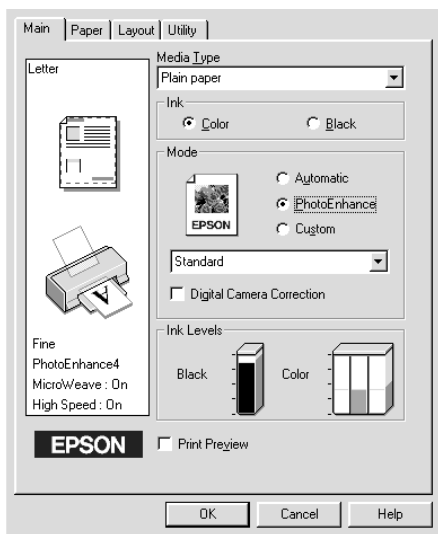 Main
Paper
Layout
Utility
Letter
Fine
PhotoEnhance4
MicroWeave : On
High Speed : On
EPSON
Media Type
Plain paper
Ink
Color
Black
Mode
EPSON
Automatic
PhotoEnhance
Custom
Standard
Digital Camera Correction
Ink Levels
Black
Color
Print Preview
OK
Cancel
Help